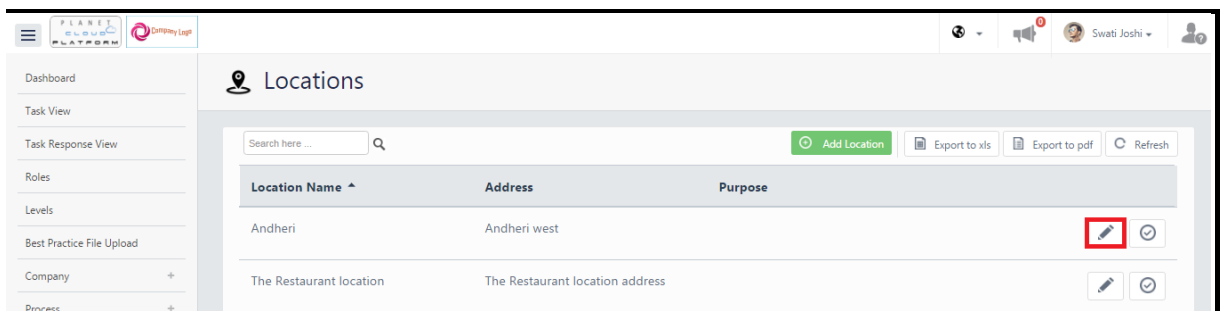 PLANET
CLOUD
PLATFORM
Company Logo
0
Swati Joshi
Dashboard
Locations
Task View
Task Response View
Search here ...
Add Location
Export to xls
Export to pdf
Refresh
Roles
Location Name
Address
Purpose
Levels
Andheri
Andheri west
Best Practice File Upload
Company +
The Restaurant location
The Restaurant location address
Process +